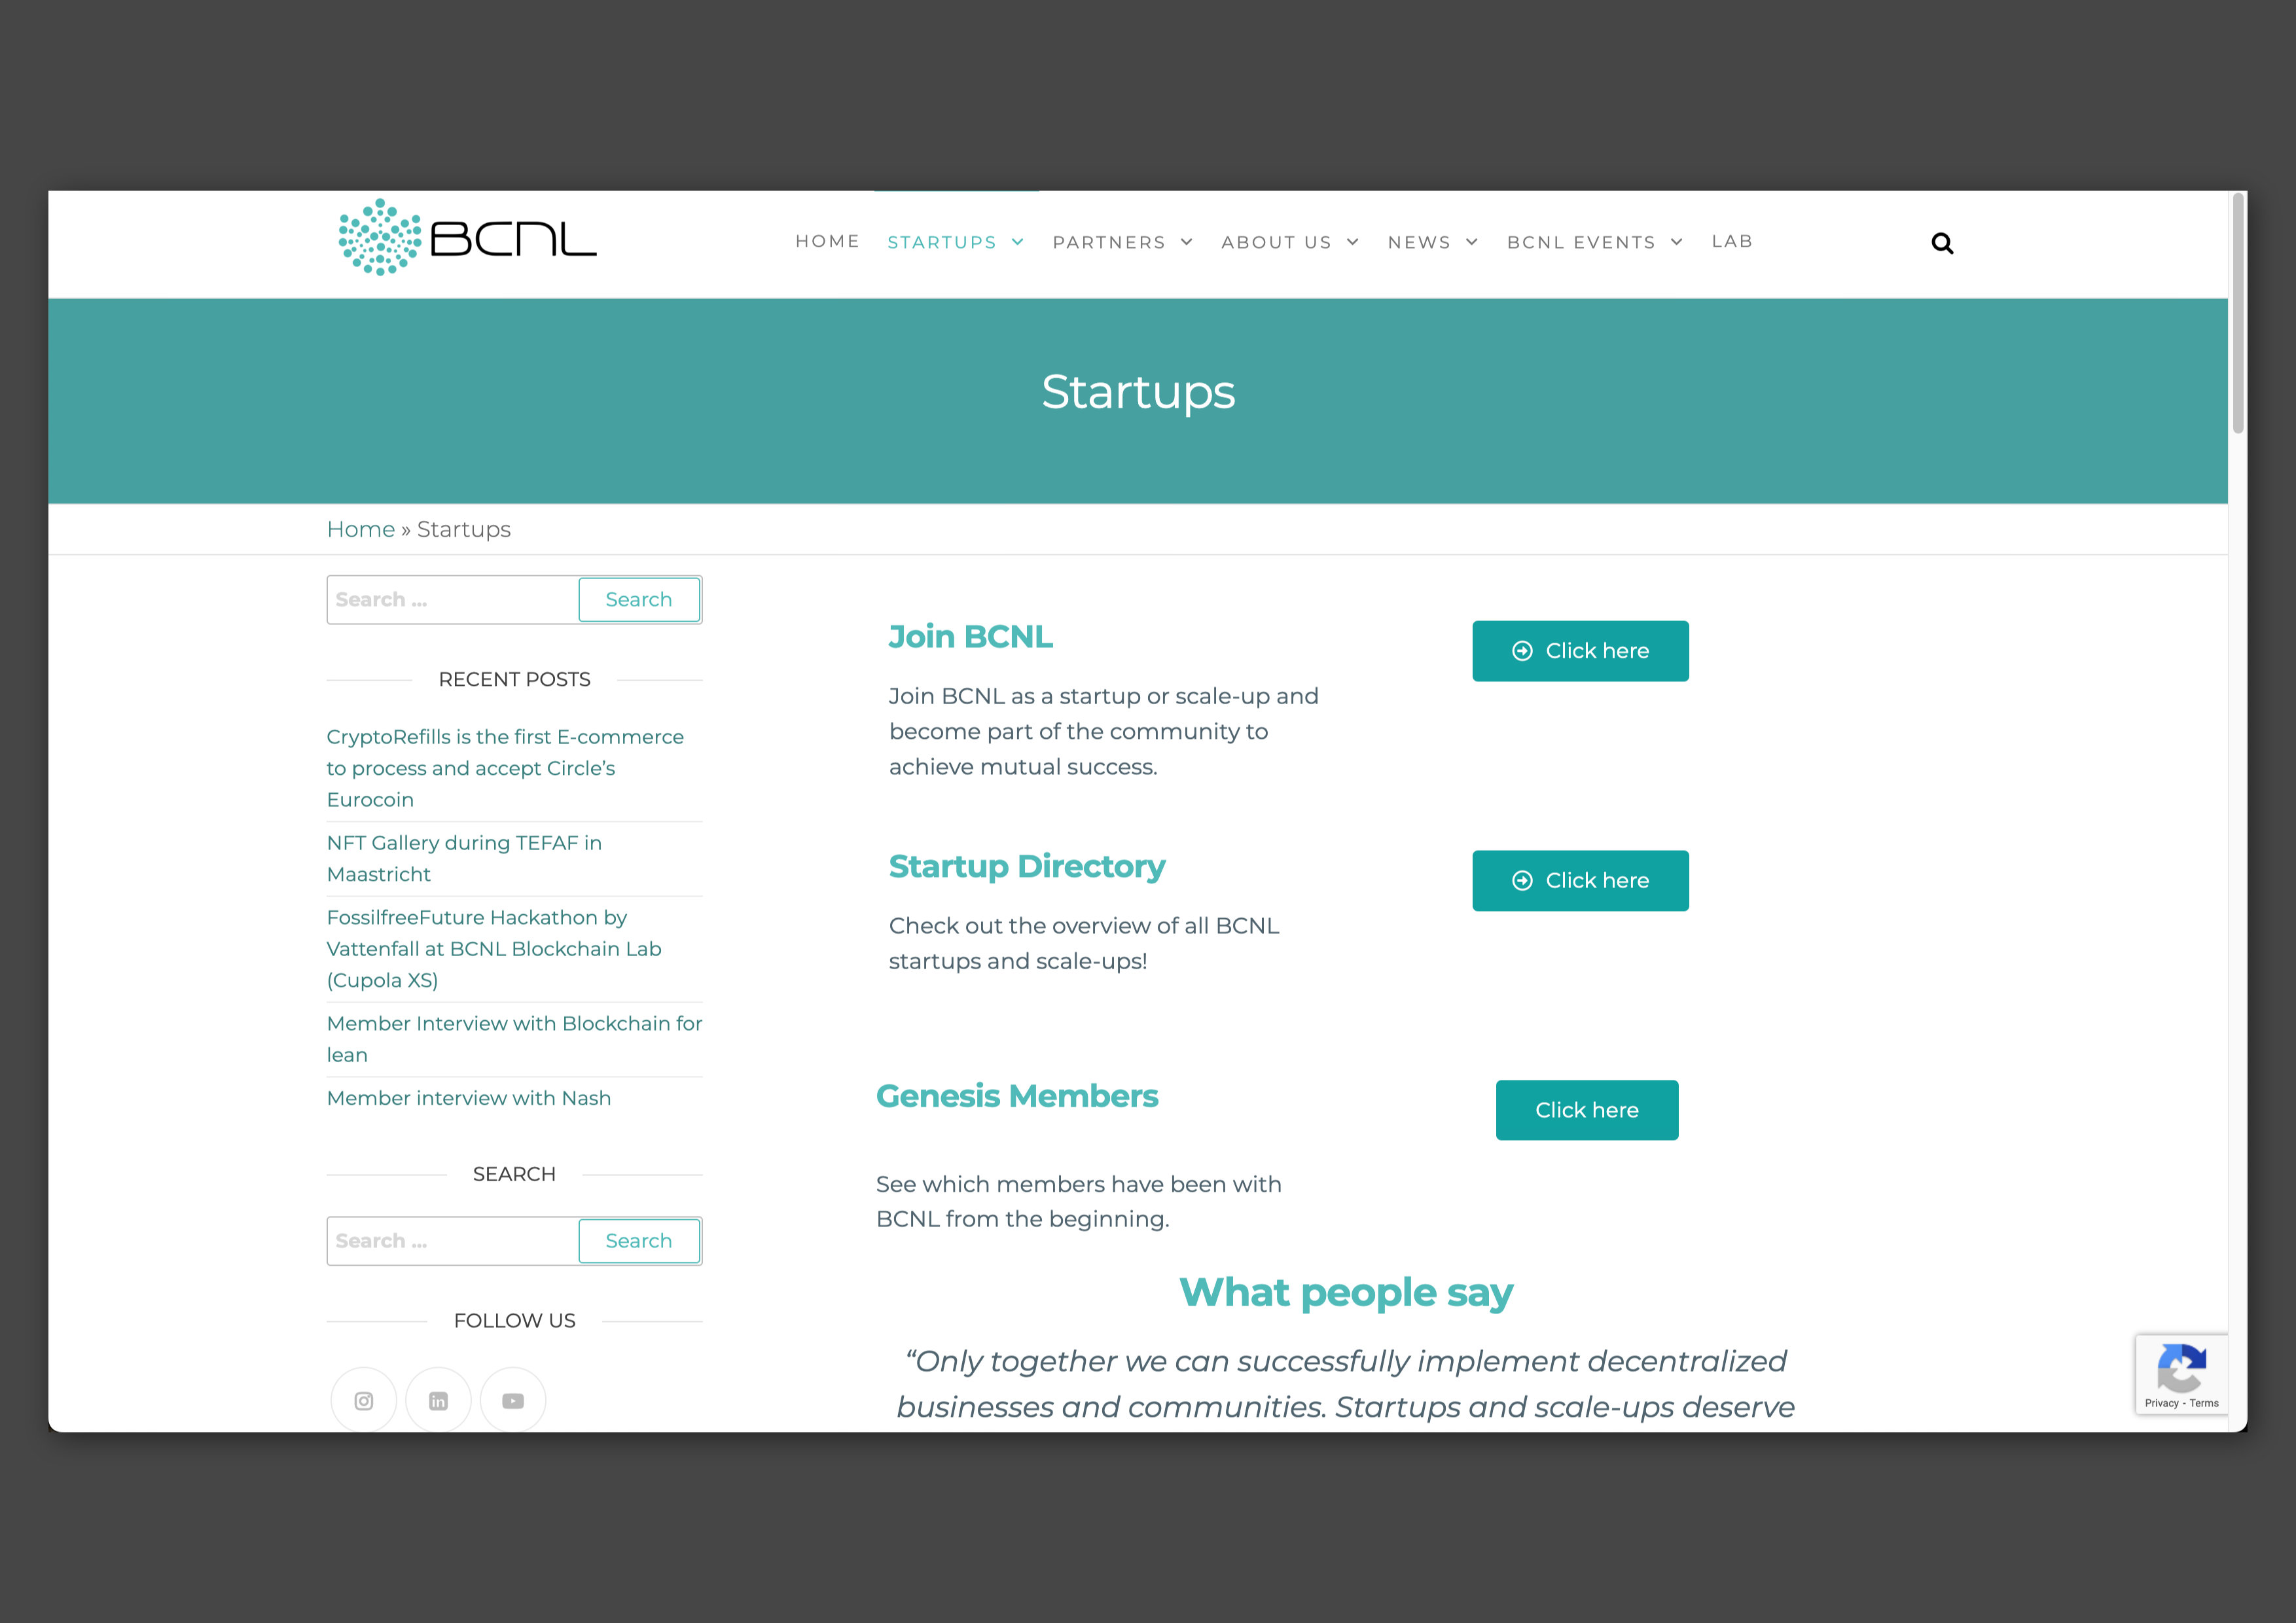 BCNL
HOME
STARTUPS
PARTNERS
ABOUT US
NEWS
BCNL EVENTS
LAB
Startups
Home » Startups
Search ...
Search
RECENT POSTS
CryptoRefills is the first E-commerce
to process and accept Circle’s
Eurocoin
NFT Gallery during TEFAF in
Maastricht
FossilfreeFuture Hackathon by
Vattenfall at BCNL Blockchain Lab
(Cupola XS)
Member Interview with Blockchain for
lean
Member interview with Nash
SEARCH
Search ...
Search
FOLLOW US
Join BCNL
Join BCNL as a startup or scale-up and
become part of the community to
achieve mutual success.
Click here
Startup Directory
Check out the overview of all BCNL
startups and scale-ups!
Click here
Genesis Members
See which members have been with
BCNL from the beginning.
Click here
What people say
“Only together we can successfully implement decentralized
businesses and communities. Startups and scale-ups deserve
Privacy - Terms